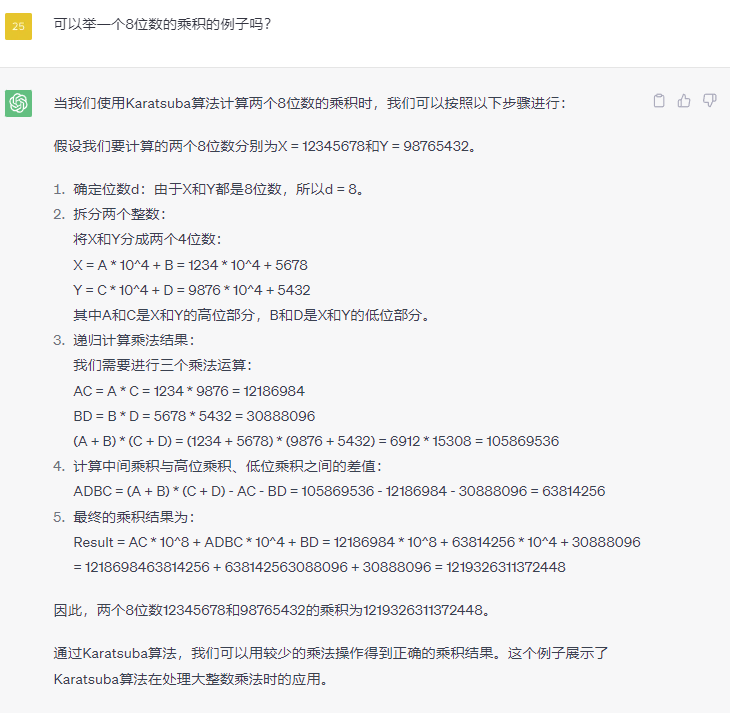 25
可以举一个8位数的乘积的例子吗?
当我们使用Karatsuba算法计算两个8位数的乘积时，我们可以按照以下步骤进行：
假设我们要计算的两个8位数分别为X = 12345678和Y = 98765432。
1. 确定位数d：由于X和Y都是8位数，所以d = 8。
2. 拆分两个整数：
将X和Y分成两个4位数：
X = A * 10^4 + B = 1234 * 10^4 + 5678
Y = C * 10^4 + D = 9876 * 10^4 + 5432
其中A和C是X和Y的高位部分，B和D是X和Y的低位部分。
3. 递归计算乘法结果：
我们需要进行三个乘法运算：
AC = A * C = 1234 * 9876 = 12186984
BD = B * D = 5678 * 5432 = 30888096
(A + B) * (C + D) = (1234 + 5678) * (9876 + 5432) = 6912 * 15308 = 105869536
4. 计算中间乘积与高位乘积、低位乘积之间的差值：
ADBC = (A + B) * (C + D) - AC - BD = 105869536 - 12186984 - 30888096 = 63814256
5. 最终的乘积结果为：
Result = AC * 10^8 + ADBC * 10^4 + BD = 12186984 * 10^8 + 63814256 * 10^4 + 30888096
= 1218698463814256 + 638142563088096 + 30888096 = 1219326311372448
因此，两个8位数12345678和98765432的乘积为1219326311372448。
通过Karatsuba算法，我们可以用较少的乘法操作得到正确的乘积结果。这个例子展示了
Karatsuba算法在处理大整数乘法时的应用。